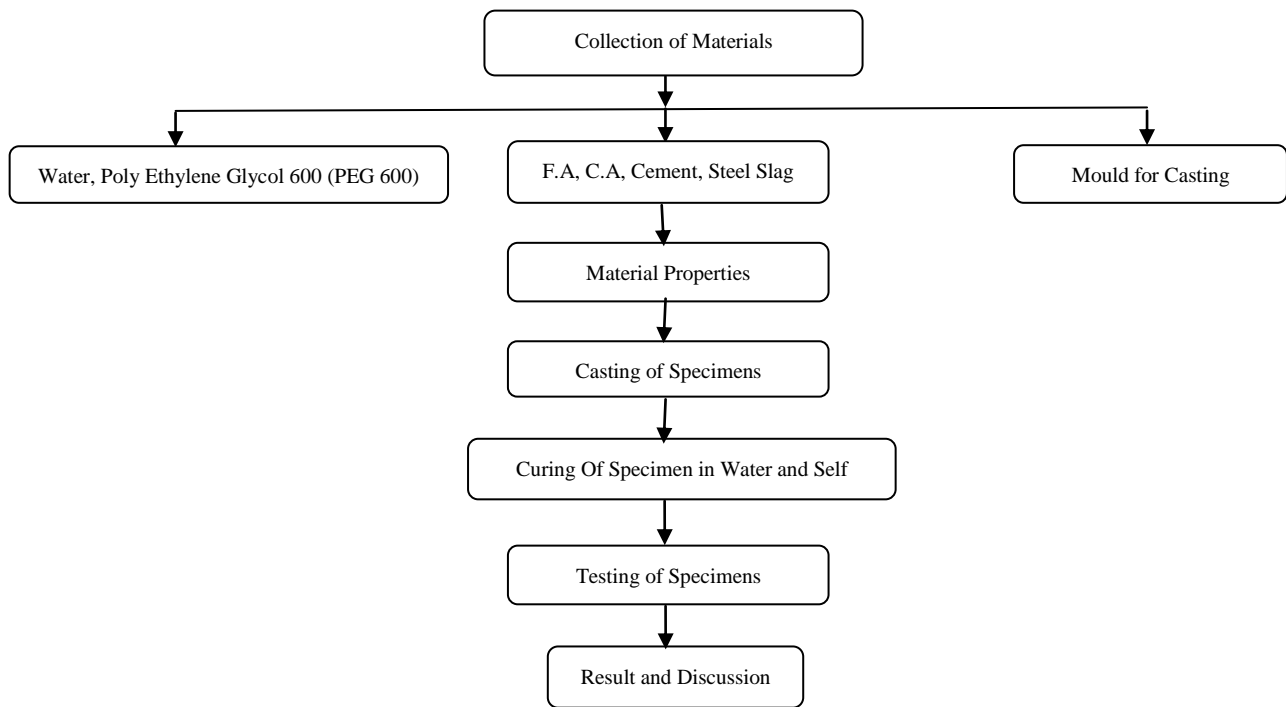 Collection of Materials
Water, Poly Ethylene Glycol 600 (PEG 600)
F.A, C.A, Cement, Steel Slag
Mould for Casting
Material Properties
Casting of Specimens
Curing Of Specimen in Water and Self
Testing of Specimens
Result and Discussion